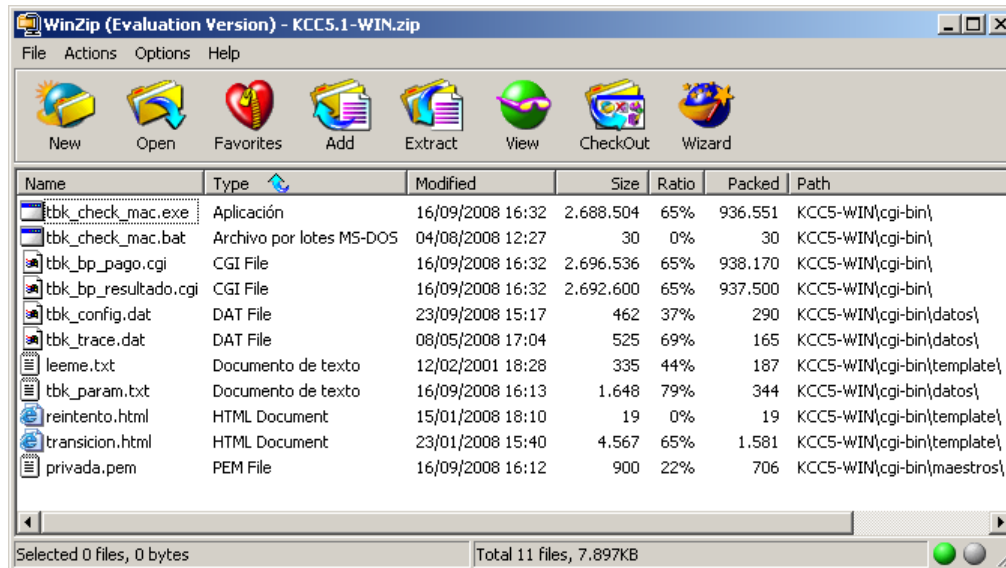 WinZip (Evaluation Version) - KCC5.1-WIN.zip
File Actions Options Help
New Open Favorites Add Extract View CheckOut Wizard
Name Type Modified Size Ratio Packed Path
tbk_check_mac.exe Aplicación 16/09/2008 16:32 2.688.504 65% 936.551 KCC5-WIN\cgi-bin\
tbk_check_mac.bat Archivo por lotes MS-DOS 04/08/2008 12:27 30 0% 30 KCC5-WIN\cgi-bin\
tbk_bp_pago.cgi CGI File 16/09/2008 16:32 2.696.536 65% 938.170 KCC5-WIN\cgi-bin\
tbk_bp_resultado.cgi CGI File 16/09/2008 16:32 2.692.600 65% 937.500 KCC5-WIN\cgi-bin\
tbk_config.dat DAT File 23/09/2008 15:17 462 37% 290 KCC5-WIN\cgi-bin\datos\
tbk_trace.dat DAT File 08/05/2008 17:04 525 69% 165 KCC5-WIN\cgi-bin\datos\
leeme.txt Documento de texto 12/02/2001 18:28 335 44% 187 KCC5-WIN\cgi-bin\template\
tbk_param.txt Documento de texto 16/09/2008 16:13 1.648 79% 344 KCC5-WIN\cgi-bin\datos\
reintento.html HTML Document 15/01/2008 18:10 19 0% 19 KCC5-WIN\cgi-bin\template\
transicion.html HTML Document 23/01/2008 15:40 4.567 65% 1.581 KCC5-WIN\cgi-bin\template\
privada.pem PEM File 16/09/2008 16:12 900 22% 706 KCC5-WIN\cgi-bin\maestros\
Selected 0 files, 0 bytes Total 11 files, 7.897KB